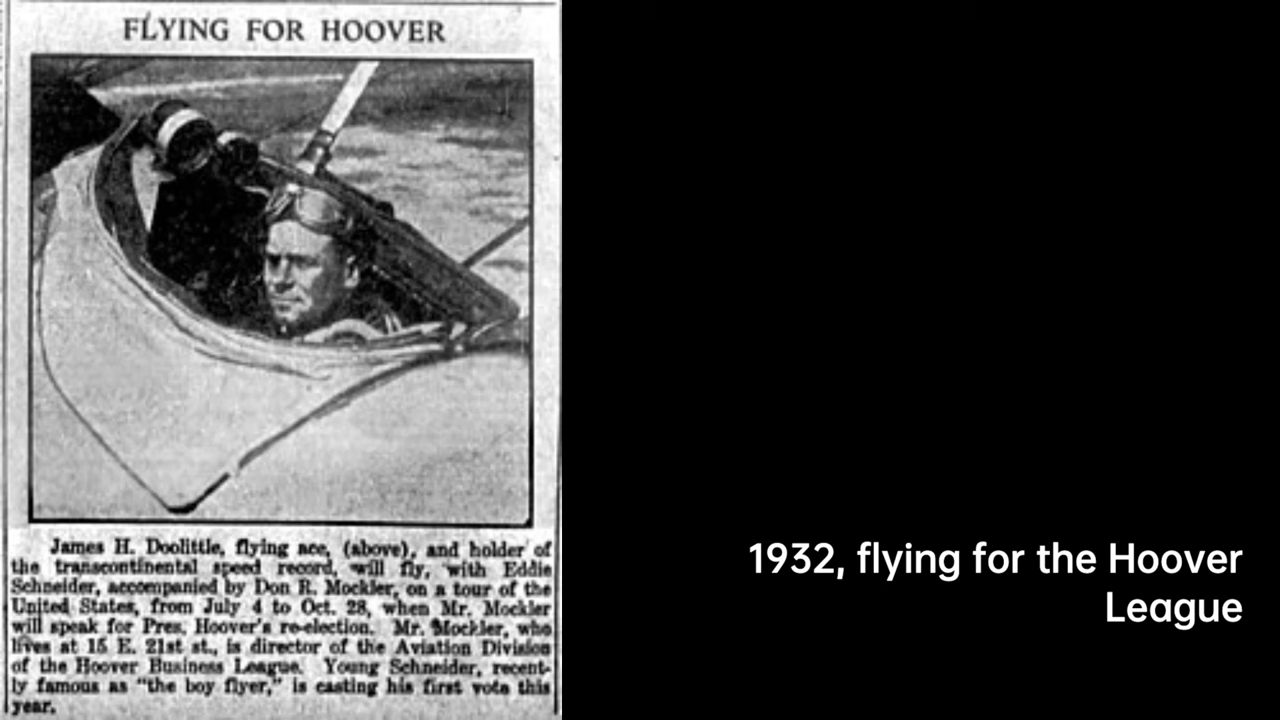 FLYING FOR HOOVER
James H. Doolittle, flying ace, (above), and holder of
the transcontinental speed record, will fly, with Eddie
Schneider, accompanied by Don R. Mockler, on a tour of the
United States, from July 4 to Oct. 28, when Mr. Mockler
will speak for Pres. Hoover's re-election. Mr. Mockler, who
lives at 15 E. 21st st., is director of the Aviation Division
of the Hoover Business League. Young Schneider, recent-
ly famous as "the boy flyer," is casting his first vote this
year.
1932, flying for the Hoover
League